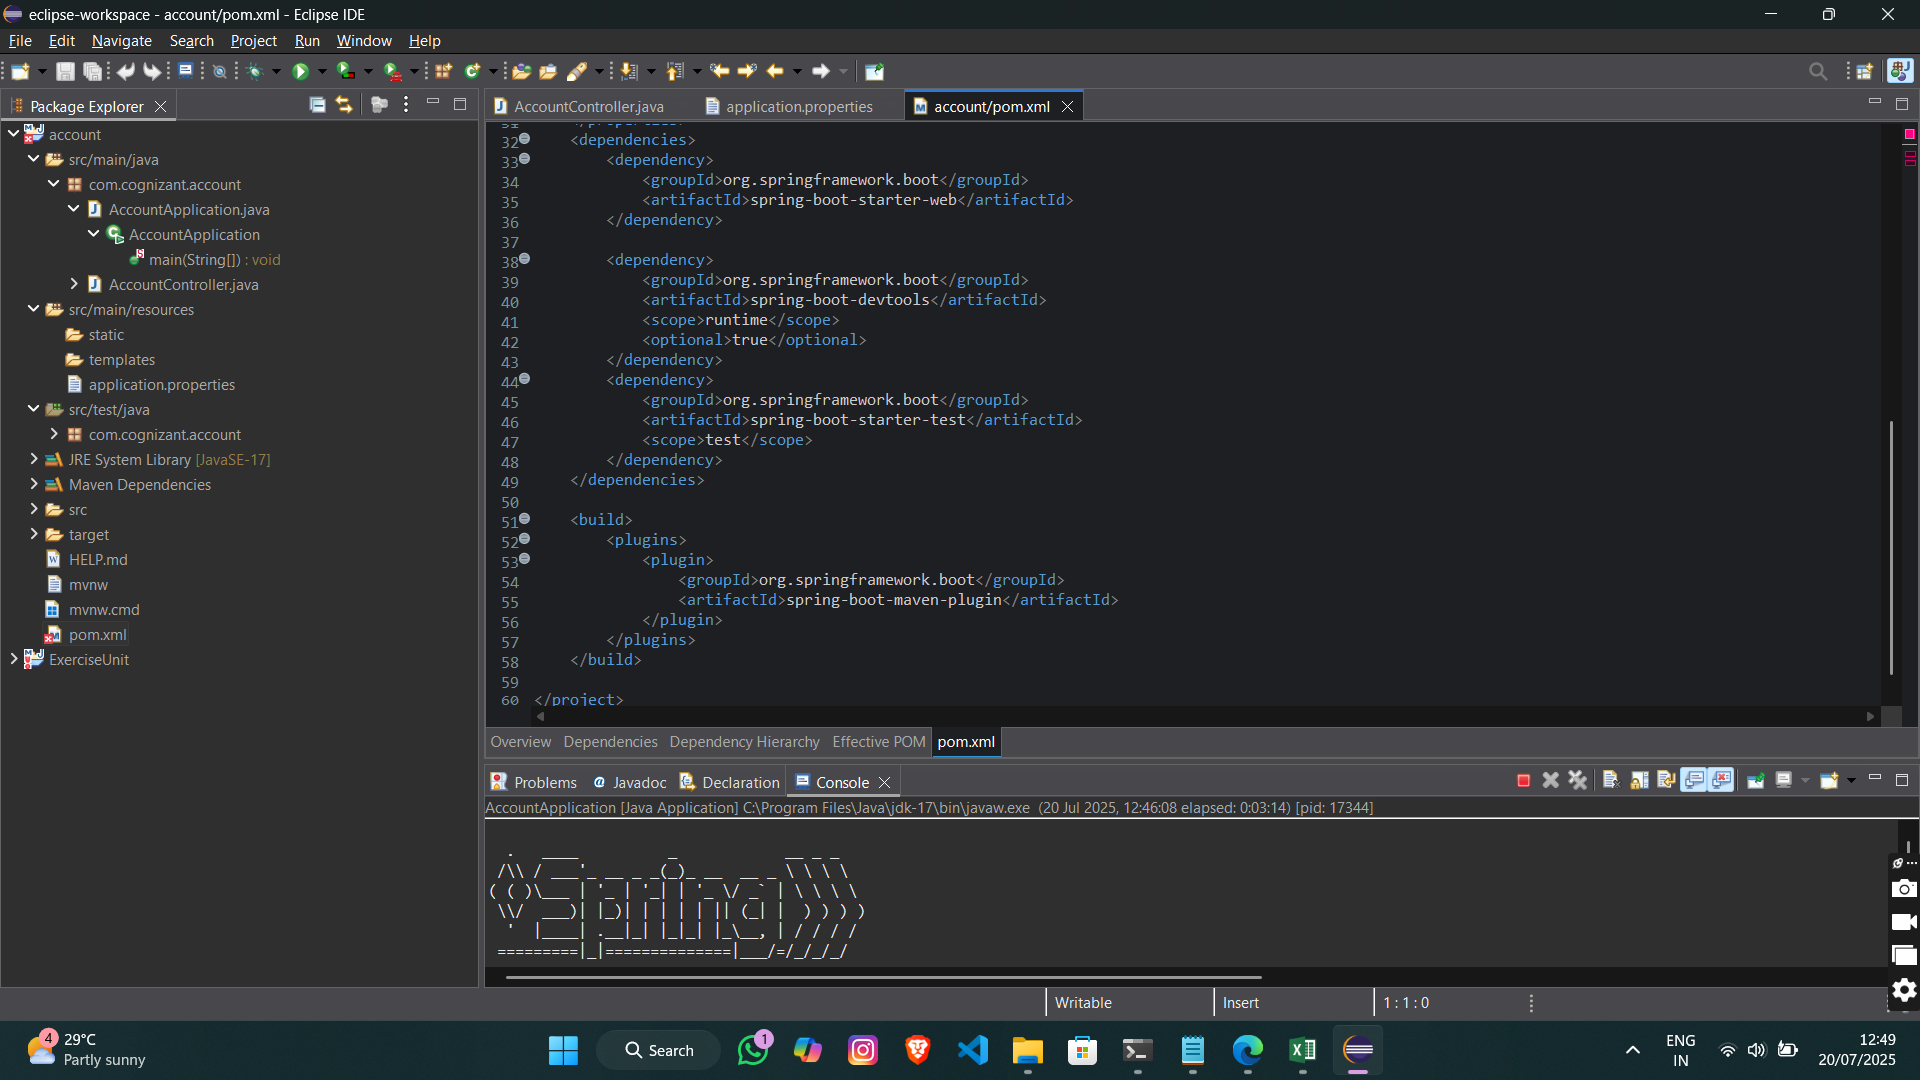 eclipse-workspace - account/pom.xml - Eclipse IDE
File Edit Navigate Search Project Run Window Help
Package Explorer
AccountController.java application.properties account/pom.xml
account
src/main/java
com.cognizant.account
AccountApplication.java
AccountApplication
main(String[]) : void
AccountController.java
src/main/resources
static
templates
application.properties
src/test/java
com.cognizant.account
JRE System Library [JavaSE-17]
Maven Dependencies
src
target
HELP.md
mvnw
mvnw.cmd
pom.xml
ExerciseUnit
32 <dependencies>
33 <dependency>
34 <groupId>org.springframework.boot</groupId>
35 <artifactId>spring-boot-starter-web</artifactId>
36 </dependency>
37
38 <dependency>
39 <groupId>org.springframework.boot</groupId>
40 <artifactId>spring-boot-devtools</artifactId>
41 <scope>runtime</scope>
42 <optional>true</optional>
43 </dependency>
44 <dependency>
45 <groupId>org.springframework.boot</groupId>
46 <artifactId>spring-boot-starter-test</artifactId>
47 <scope>test</scope>
48 </dependency>
49 </dependencies>
50
51 <build>
52 <plugins>
53 <plugin>
54 <groupId>org.springframework.boot</groupId>
55 <artifactId>spring-boot-maven-plugin</artifactId>
56 </plugin>
57 </plugins>
58 </build>
59
60 </project>
Overview Dependencies Dependency Hierarchy Effective POM pom.xml
Problems Javadoc Declaration Console
AccountApplication [Java Application] C:\Program Files\Java\jdk-17\bin\javaw.exe (20 Jul 2025, 12:46:08 elapsed: 0:03:14) [pid: 17344]
  .   ____          _            __ _ _
 /\\ / ___'_ __ _ _(_)_ __  __ _ \ \ \ \
( ( )\___ | '_ | '_| | '_ \/ _` | \ \ \ \
 \\/  ___)| |_)| | | | | || (_| |  ) ) ) )
  '  |____| .__|_| |_|_| |_\__, | / / / /
 =========|_|==============|___/=/_/_/_/
Writable Insert 1 : 1 : 0
4 29°C
Partly sunny
Search
1
ENG
IN
12:49
20/07/2025